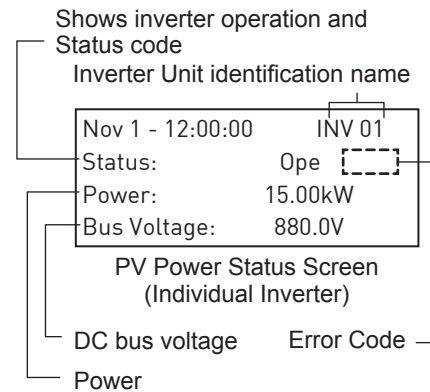 Shows inverter operation and
Status code
Inverter Unit identification name
Nov 1 - 12:00:00 INV 01
Status: Ope
Power: 15.00kW
Bus Voltage: 880.0V
PV Power Status Screen
(Individual Inverter)
DC bus voltage Error Code
Power